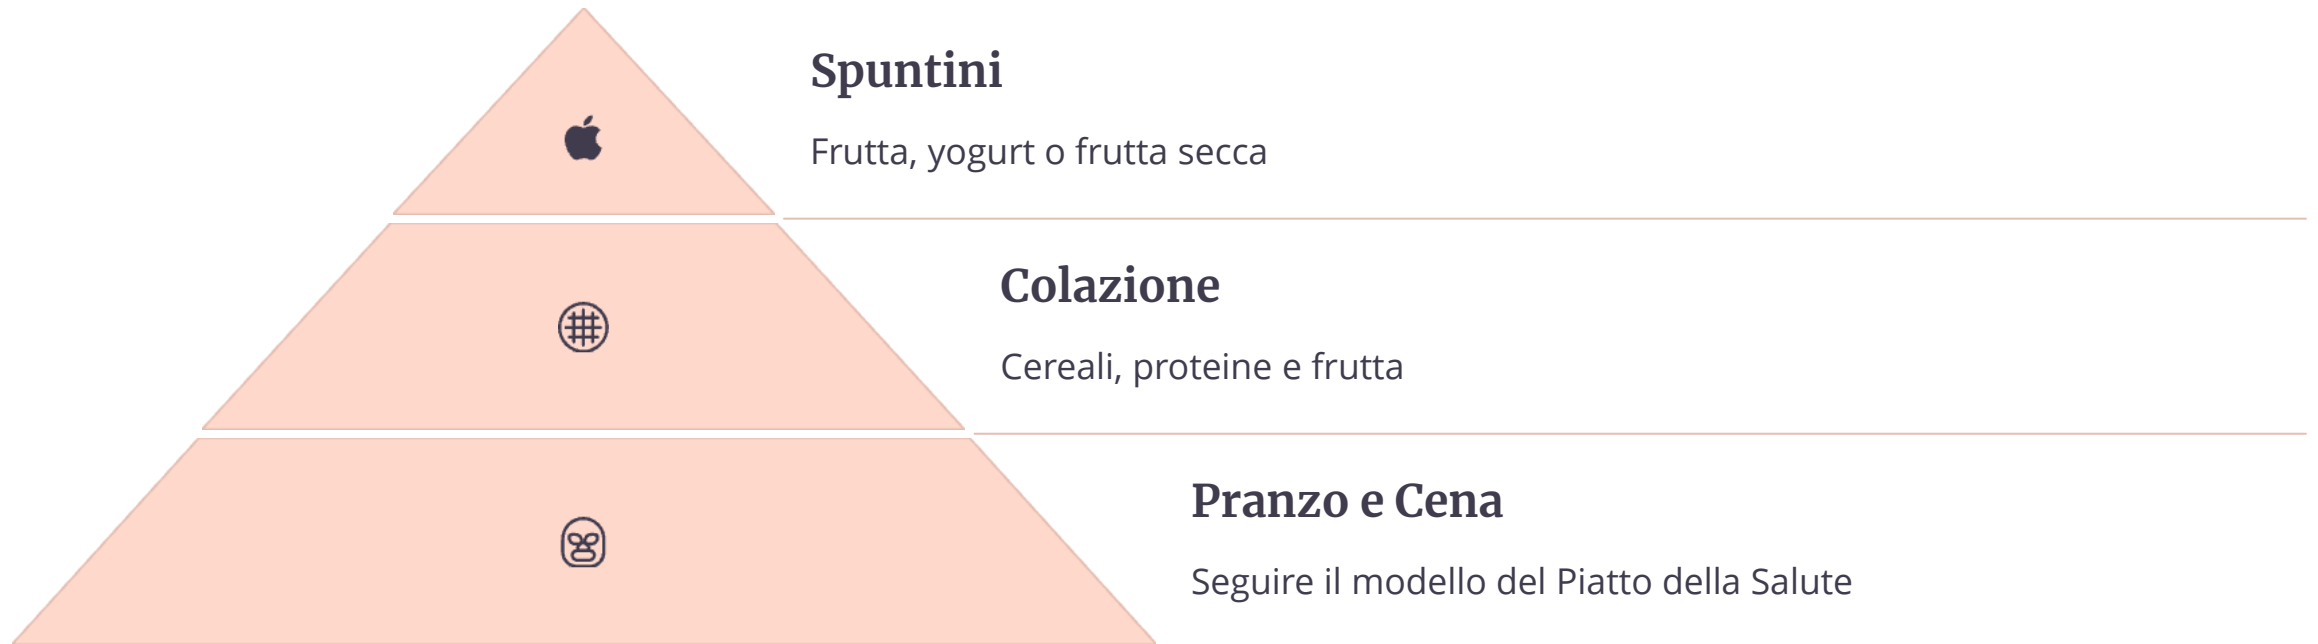 Spuntini
Frutta, yogurt o frutta secca
Colazione
Cereali, proteine e frutta
Pranzo e Cena
Seguire il modello del Piatto della Salute